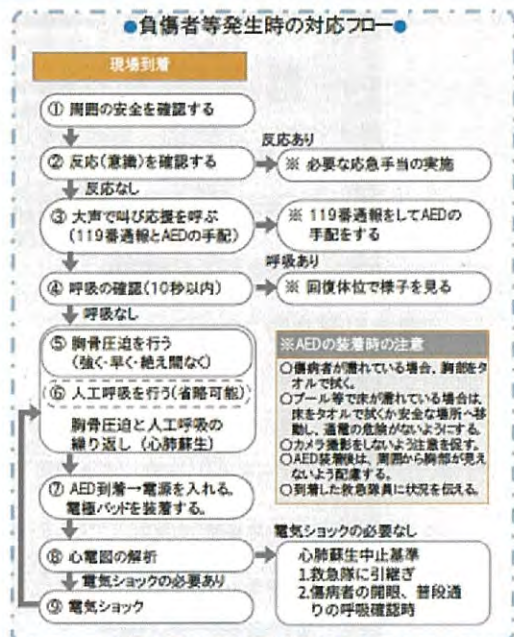 ●負傷者等発生時の対応フロー●
現場到着
① 周囲の安全を確認する
② 反応(意識)を確認する
反応あり
※ 必要な応急手当の実施
反応なし
③ 大声で叫び応援を呼ぶ
(119番通報とAEDの手配)
※ 119番通報をしてAEDの
手配をする
④ 呼吸の確認(10秒以内)
呼吸あり
※ 回復体位で様子を見る
呼吸なし
⑤ 胸骨圧迫を行う
(強く・早く・絶え間なく)
⑥ 人工呼吸を行う(省略可能)
胸骨圧迫と人工呼吸の
繰り返し(心肺蘇生)
※AEDの装着時の注意
○傷病者が濡れている場合、胸部をタ
オルで拭く。
○プール等で床が濡れている場合は、
床をタオルで拭くか安全な場所へ移
動し、感電の危険がないようにする。
○カメラ撮影をしないよう注意を促す。
○AED装着後は、周囲から胸部が見え
ないよう配慮する。
○到着した救急隊員に状況を伝える。
⑦ AED到着→電源を入れる。
電極パッドを装着する。
⑧ 心電図の解析
電気ショックの必要なし
心肺蘇生中止基準
1.救急隊に引継ぎ
2.傷病者の開眼、普段通
りの呼吸確認時
電気ショックの必要あり
⑨ 電気ショック